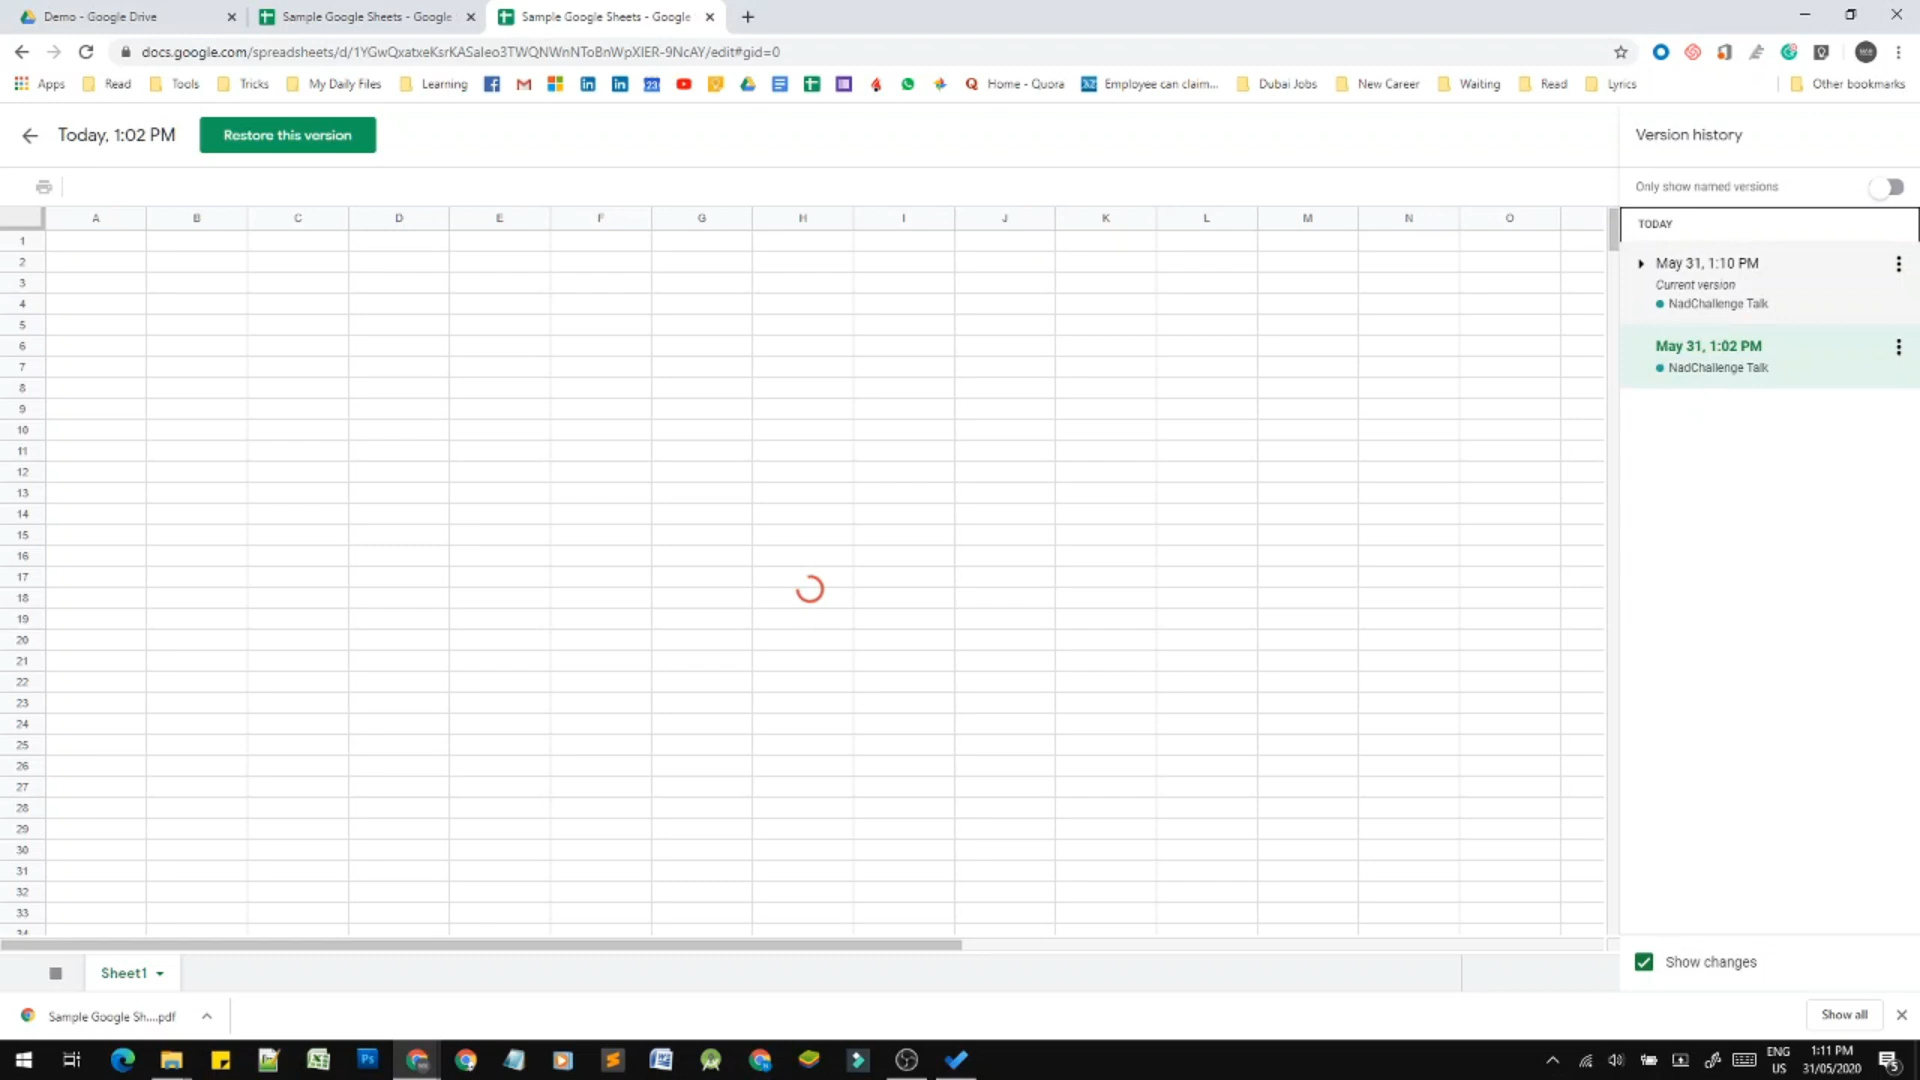 Demo - Google Drive
Sample Google Sheets - Google
Sample Google Sheets - Google
docs.google.com/spreadsheets/d/1YGwQxatxeKsrKASaIeo3TWQNWnNToBnWpXIER-9NcAY/edit#gid=0
Apps Read Tools Tricks My Daily Files Learning Home - Quora Employee can claim... Dubai Jobs New Career Waiting Read Lyrics Other bookmarks
Today, 1:02 PM
Restore this version
Version history
Only show named versions
A B C D E F G H I J K L M N O
1
2
3
4
5
6
7
8
9
10
11
12
13
14
15
16
17
18
19
20
21
22
23
24
25
26
27
28
29
30
31
32
33
34
TODAY
May 31, 1:10 PM
Current version
NadChallenge Talk
May 31, 1:02 PM
NadChallenge Talk
Show changes
Sheet1
Sample Google Sh....pdf
Show all
ENG
US
1:11 PM
31/05/2020
5